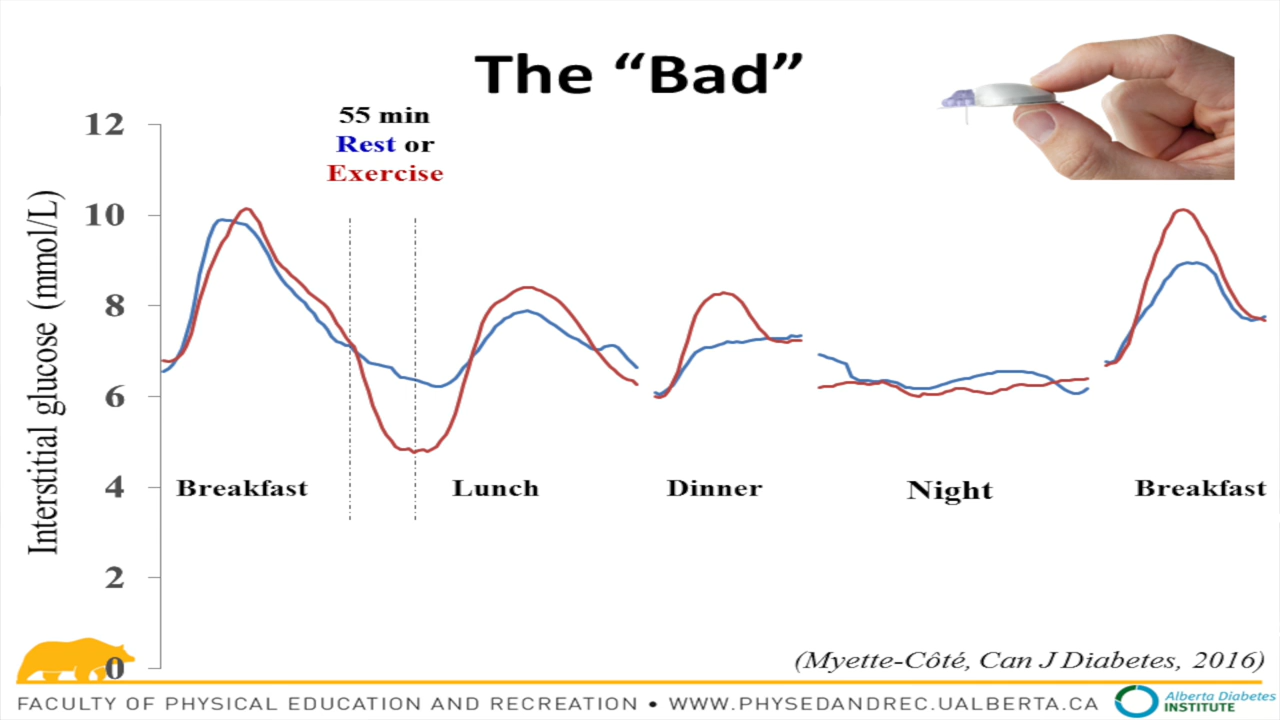 The “Bad”
55 min
Rest or
Exercise
12
10
8
6
4
2
0
Interstitial glucose (mmol/L)
Breakfast
Lunch
Dinner
Night
Breakfast
(Myette-Côté, Can J Diabetes, 2016)
FACULTY OF PHYSICAL EDUCATION AND RECREATION • WWW.PHYSEDANDREC.UALBERTA.CA
Alberta Diabetes
INSTITUTE